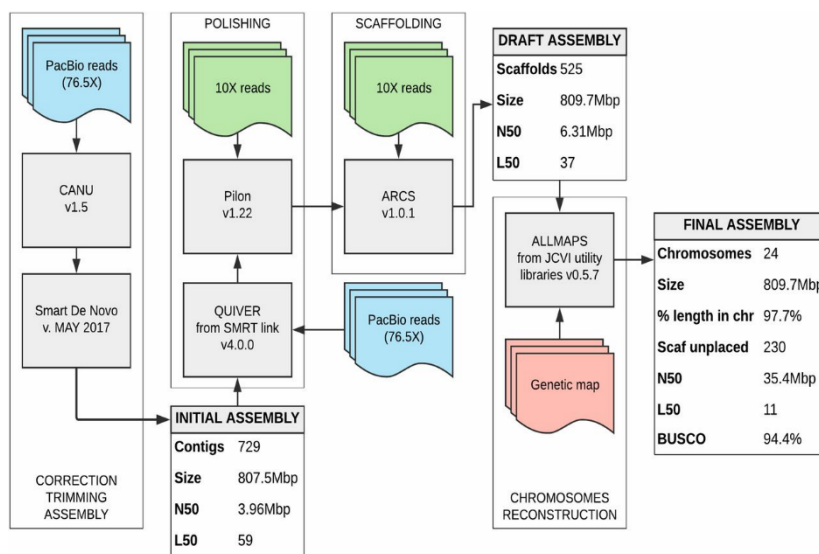 PacBio reads
(76.5X)
CANU
v1.5
Smart De Novo
v. MAY 2017
CORRECTION
TRIMMING
ASSEMBLY
POLISHING
10X reads
Pilon
v1.22
QUIVER
from SMRT link
v4.0.0
PacBio reads
(76.5X)
INITIAL ASSEMBLY
Contigs 729
Size 807.5Mbp
N50 3.96Mbp
L50 59
SCAFFOLDING
10X reads
ARCS
v1.0.1
DRAFT ASSEMBLY
Scaffolds 525
Size 809.7Mbp
N50 6.31Mbp
L50 37
ALLMAPS
from JCVI utility
libraries v0.5.7
Genetic map
CHROMOSOMES
RECONSTRUCTION
FINAL ASSEMBLY
Chromosomes 24
Size 809.7Mbp
% length in chr 97.7%
Scaf unplaced 230
N50 35.4Mbp
L50 11
BUSCO 94.4%